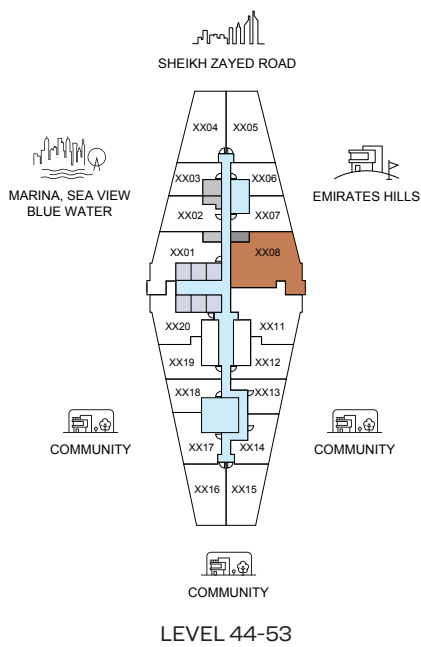 SHEIKH ZAYED ROAD
MARINA, SEA VIEW
BLUE WATER
EMIRATES HILLS
XX04
XX05
XX03
XX06
XX02
XX07
XX01
XX08
XX20
XX11
XX19
XX12
XX18
XX13
XX17
XX14
XX16
XX15
COMMUNITY
COMMUNITY
COMMUNITY
LEVEL 44-53